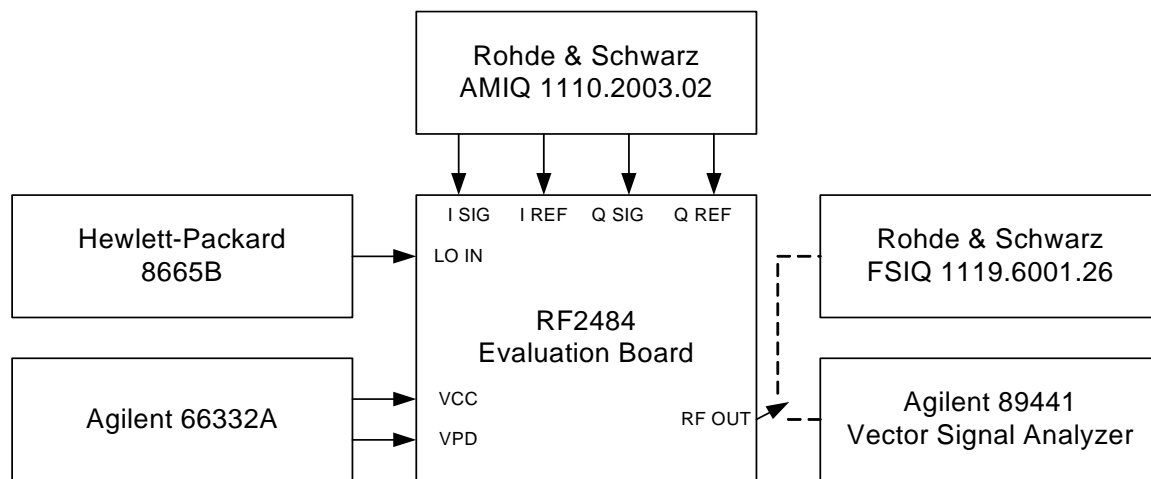 Rohde & Schwarz
AMIQ 1110.2003.02
I SIG
I REF
Q SIG
Q REF
Hewlett-Packard
8665B
LO IN
Rohde & Schwarz
FSIQ 1119.6001.26
RF2484
Evaluation Board
Agilent 66332A
VCC
VPD
RF OUT
Agilent 89441
Vector Signal Analyzer